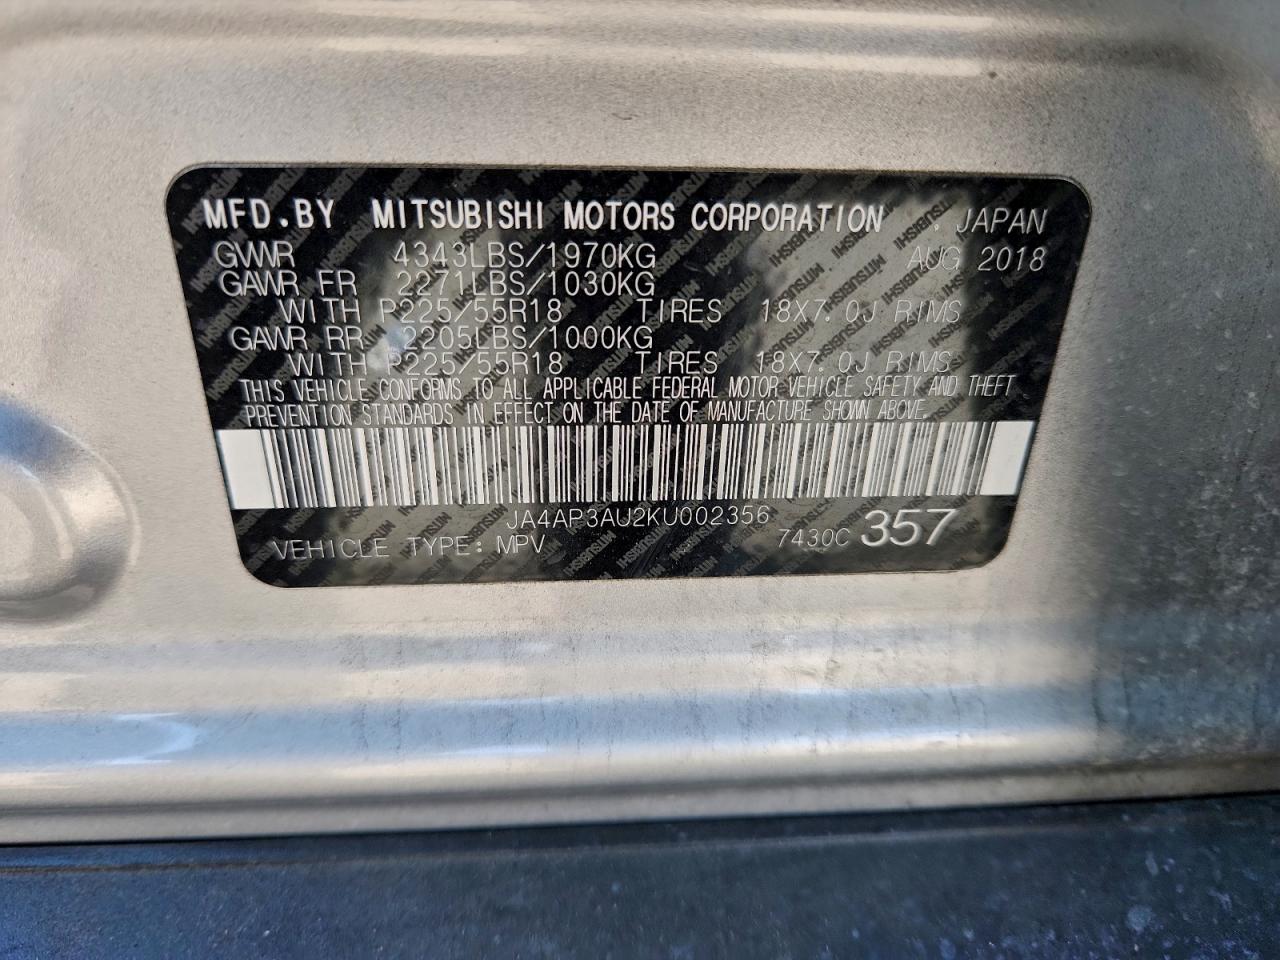 MFD.BY MITSUBISHI MOTORS CORPORATION . JAPAN
GVWR 4343LBS/1970KG AUG 2018
GAWR FR 2271LBS/1030KG
WITH P225/55R18 TIRES 18X7.0J RIMS
GAWR RR 2205LBS/1000KG
WITH P225/55R18 TIRES 18X7.0J RIMS
THIS VEHICLE CONFORMS TO ALL APPLICABLE FEDERAL MOTOR VEHICLE SAFETY AND THEFT
PREVENTION STANDARDS IN EFFECT ON THE DATE OF MANUFACTURE SHOWN ABOVE.
JA4AP3AU2KU002356
VEHICLE TYPE: MPV 7430C 357